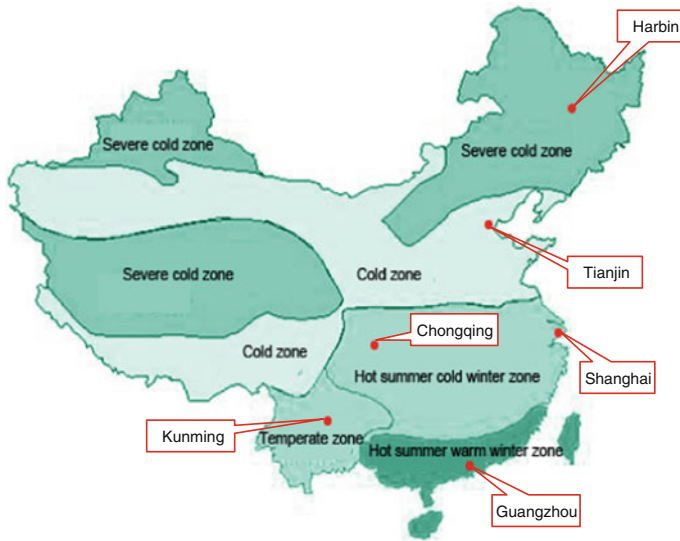 Harbin
Severe cold zone
Severe cold zone
Severe cold zone
Cold zone
Tianjin
Chongqing
Cold zone
Hot summer cold winter zone
Shanghai
Kunming
Temperate zone
Hot summer warm winter zone
Guangzhou